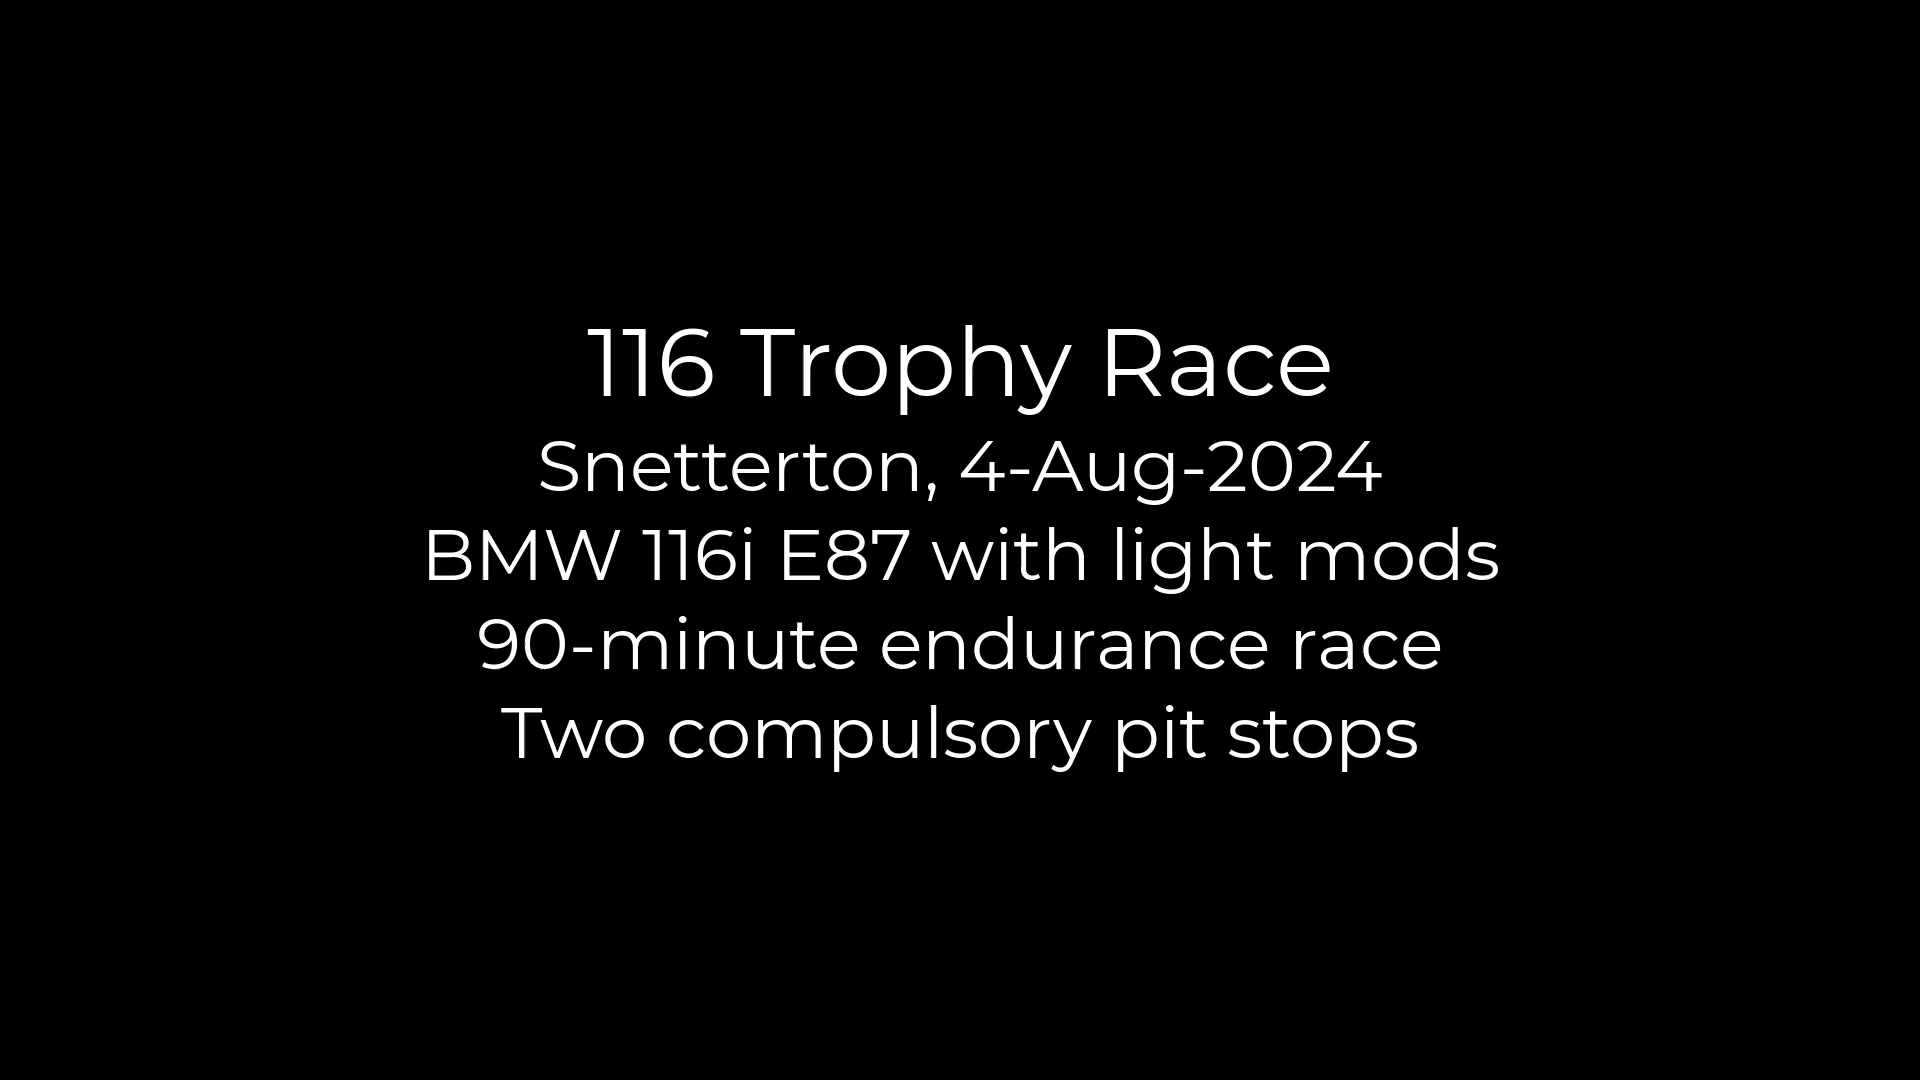 116 Trophy Race
Snetterton, 4-Aug-2024
BMW 116i E87 with light mods
90-minute endurance race
Two compulsory pit stops